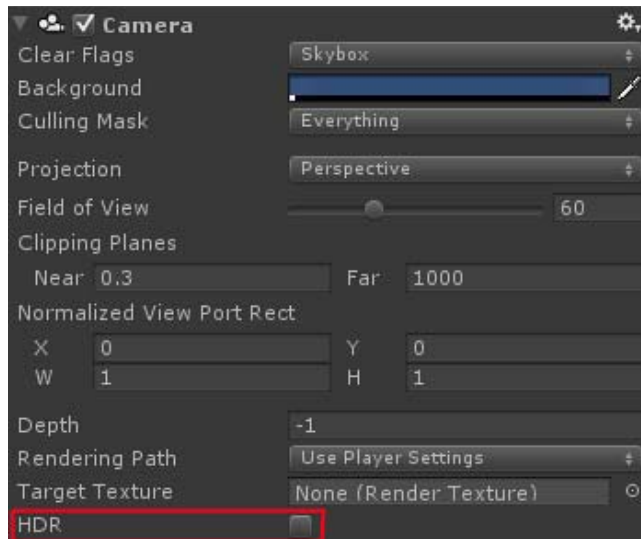 Camera
Clear Flags Skybox
Background
Culling Mask Everything
Projection Perspective
Field of View 60
Clipping Planes
Near 0.3 Far 1000
Normalized View Port Rect
X 0 Y 0
W 1 H 1
Depth -1
Rendering Path Use Player Settings
Target Texture None (Render Texture)
HDR